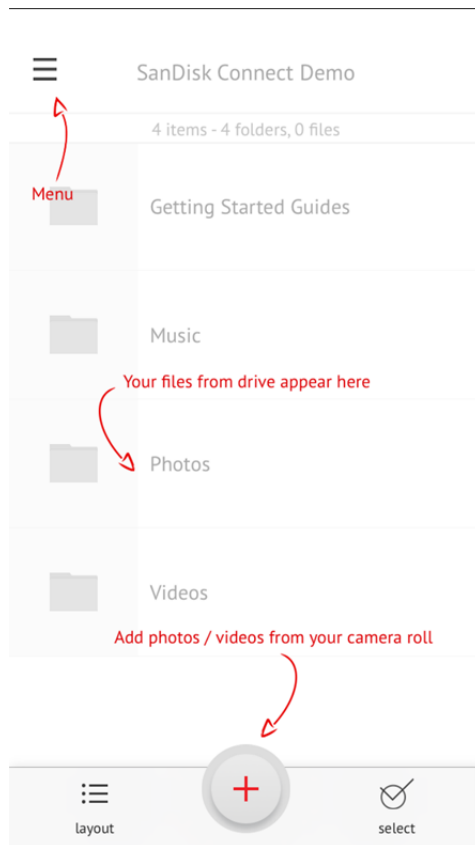 SanDisk Connect Demo
4 items - 4 folders, 0 files
Menu
Getting Started Guides
Music
Your files from drive appear here
Photos
Videos
Add photos / videos from your camera roll
layout
select